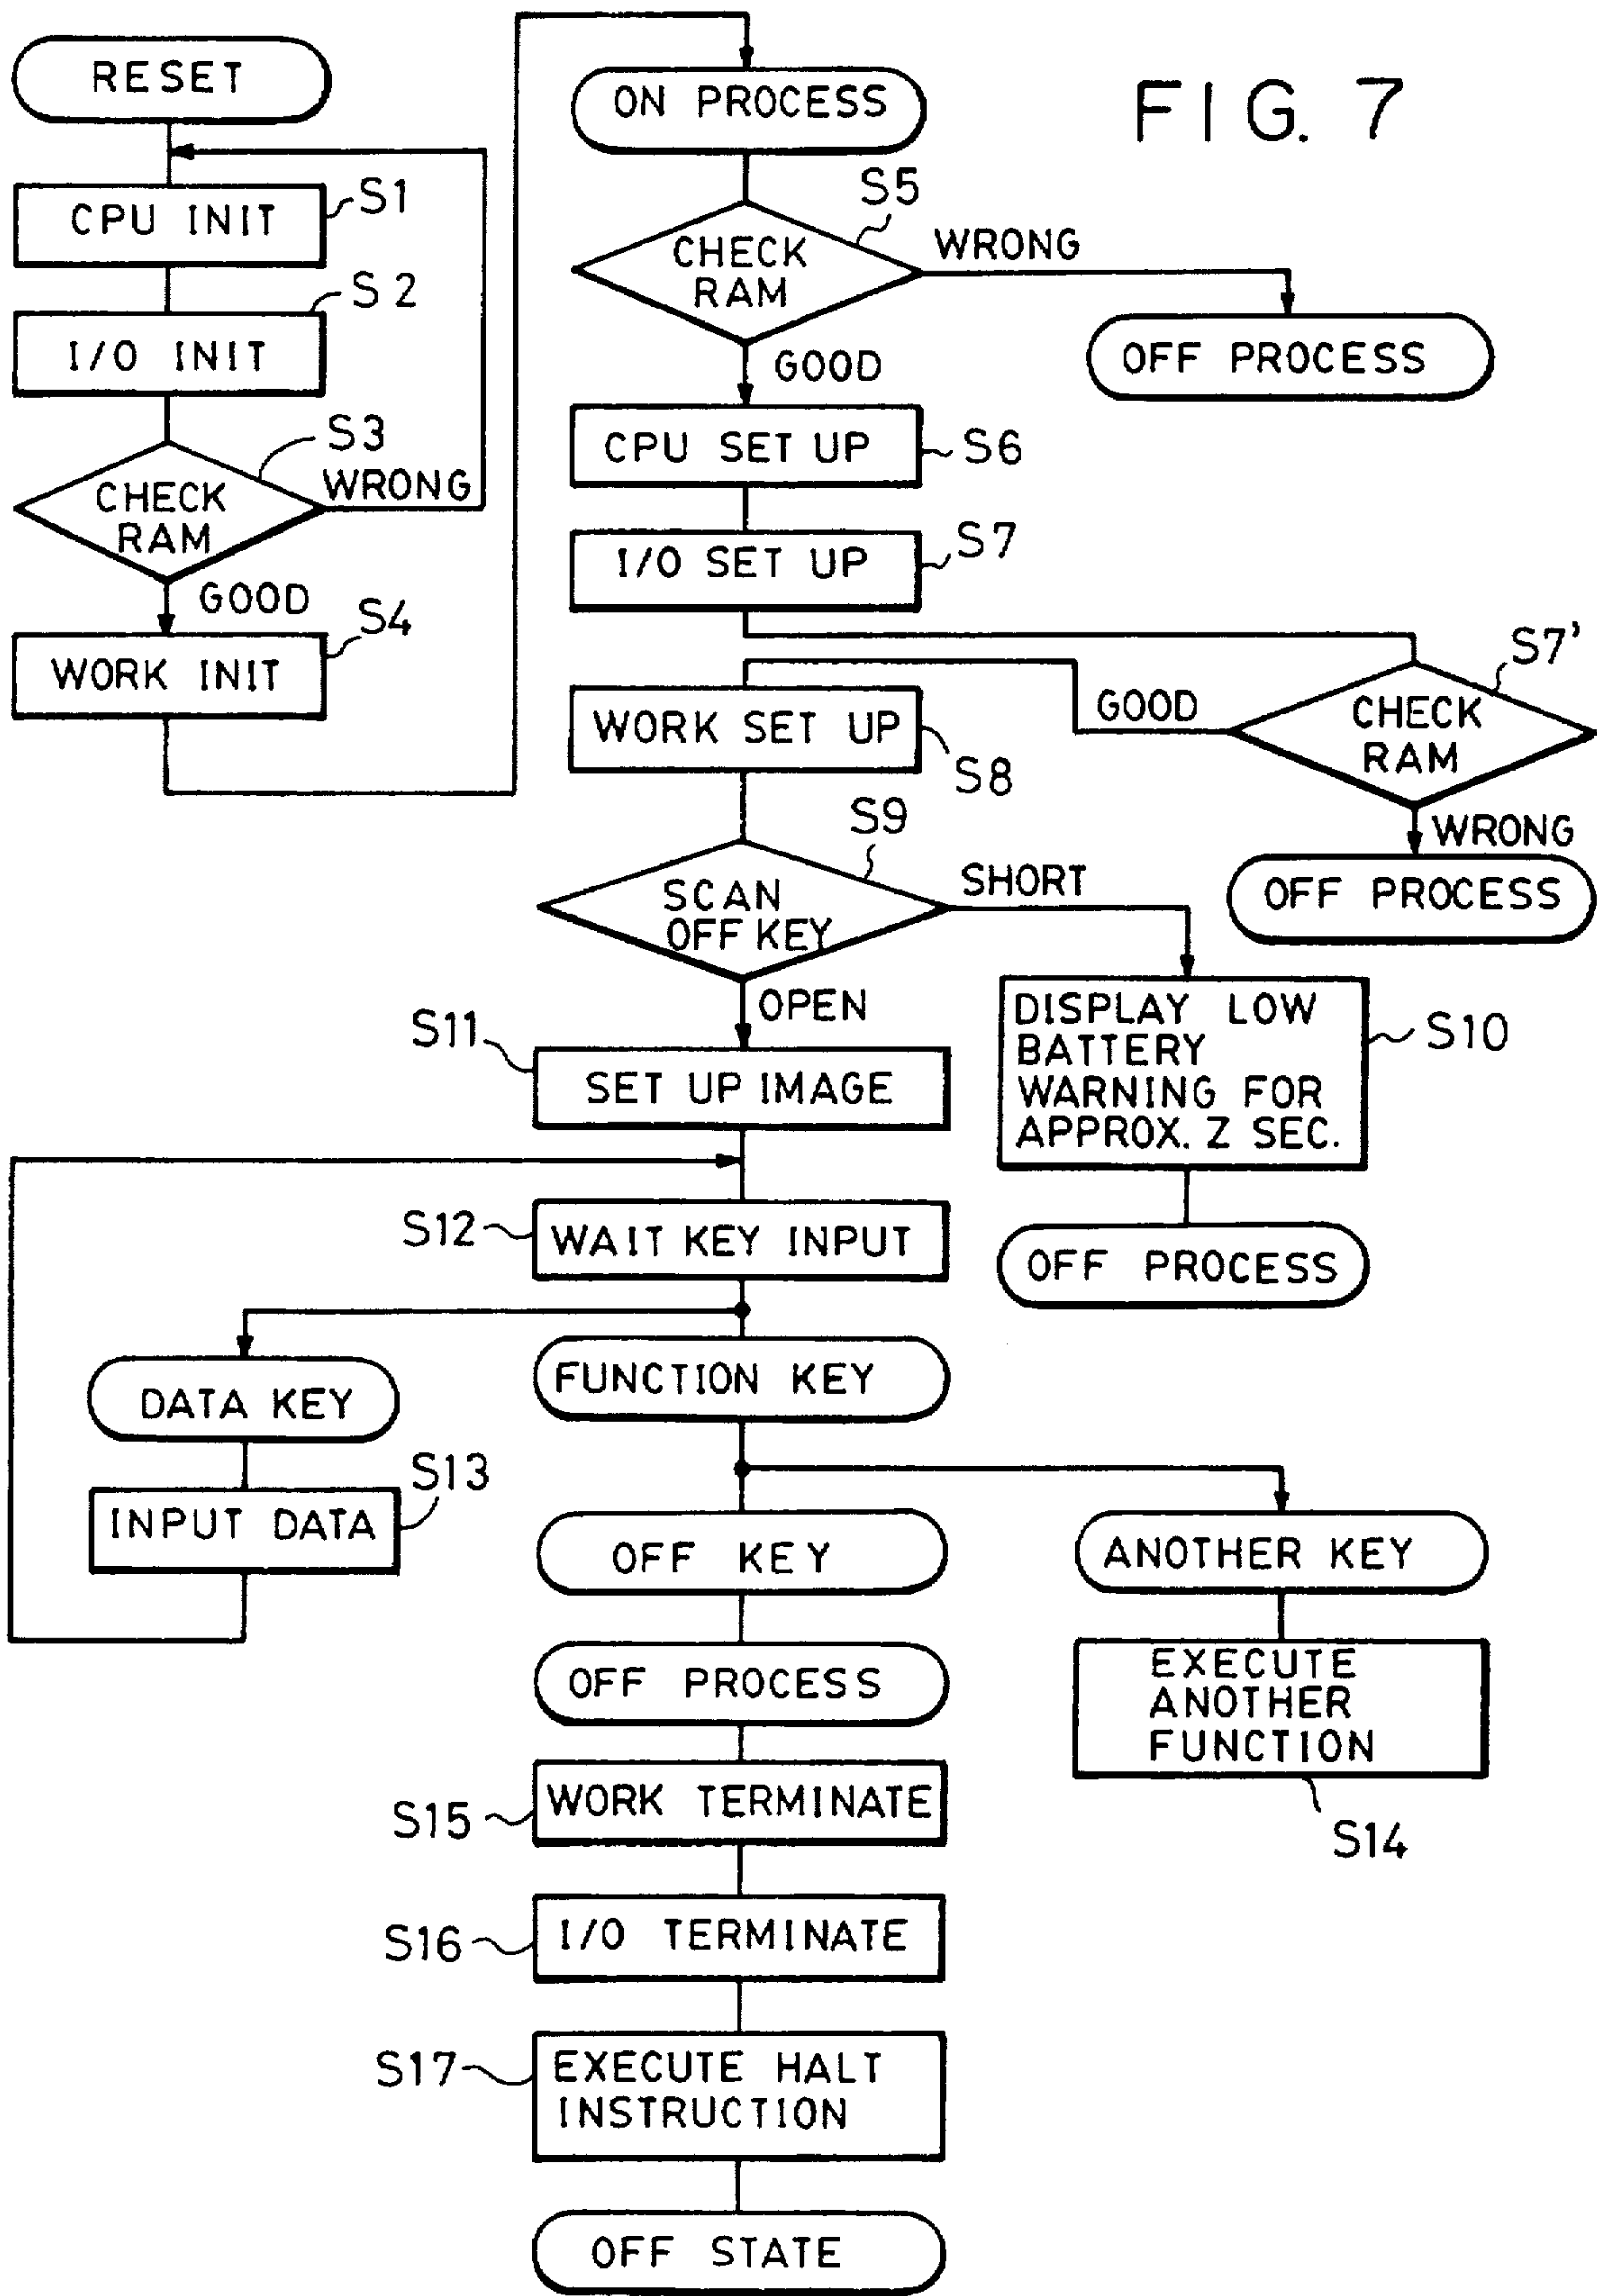 FIG. 7
RESET
CPU INIT
S1
I/O INIT
S2
CHECK
RAM
S3
WRONG
GOOD
WORK INIT
S4
ON PROCESS
CHECK
RAM
S5
WRONG
OFF PROCESS
GOOD
CPU SET UP
S6
I/O SET UP
S7
CHECK
RAM
S7'
GOOD
WRONG
OFF PROCESS
WORK SET UP
S8
SCAN
OFF KEY
S9
SHORT
DISPLAY LOW
BATTERY
WARNING FOR
APPROX. Z SEC.
S10
OFF PROCESS
OPEN
S11
SET UP IMAGE
S12
WAIT KEY INPUT
DATA KEY
S13
INPUT DATA
FUNCTION KEY
OFF KEY
ANOTHER KEY
EXECUTE
ANOTHER
FUNCTION
S14
OFF PROCESS
S15
WORK TERMINATE
S16
I/O TERMINATE
S17
EXECUTE HALT
INSTRUCTION
OFF STATE